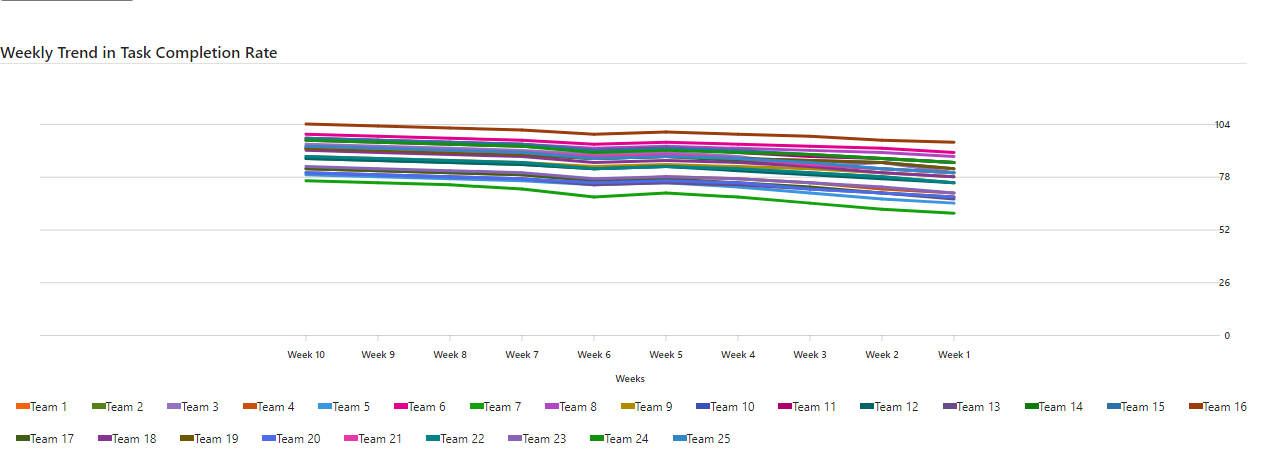 Weekly Trend in Task Completion Rate
104
78
52
26
0
Week 10 Week 9 Week 8 Week 7 Week 6 Week 5 Week 4 Week 3 Week 2 Week 1
Weeks
Team 1 Team 2 Team 3 Team 4 Team 5 Team 6 Team 7 Team 8 Team 9 Team 10 Team 11 Team 12 Team 13 Team 14 Team 15 Team 16
Team 17 Team 18 Team 19 Team 20 Team 21 Team 22 Team 23 Team 24 Team 25